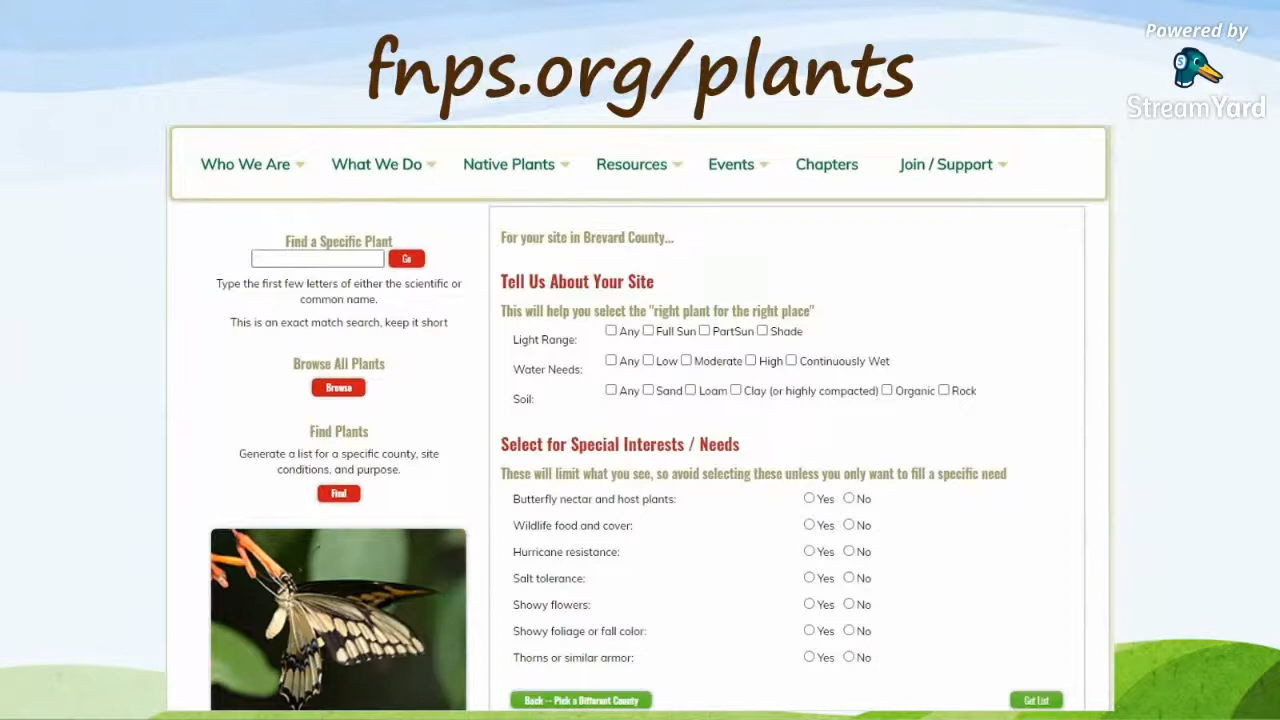 fnps.org/plants
Powered by
StreamYard
Who We Are What We Do Native Plants Resources Events Chapters Join / Support
Find a Specific Plant
Go
Type the first few letters of either the scientific or
common name.
This is an exact match search, keep it short
Browse All Plants
Browse
Find Plants
Generate a list for a specific county, site
conditions, and purpose.
Find
For your site in Brevard County...
Tell Us About Your Site
This will help you select the "right plant for the right place"
Light Range: Any Full Sun PartSun Shade
Water Needs: Any Low Moderate High Continuously Wet
Soil: Any Sand Loam Clay (or highly compacted) Organic Rock
Select for Special Interests / Needs
These will limit what you see, so avoid selecting these unless you only want to fill a specific need
Butterfly nectar and host plants: Yes No
Wildlife food and cover: Yes No
Hurricane resistance: Yes No
Salt tolerance: Yes No
Showy flowers: Yes No
Showy foliage or fall color: Yes No
Thorns or similar armor: Yes No
Back -- Pick a Different County Get List